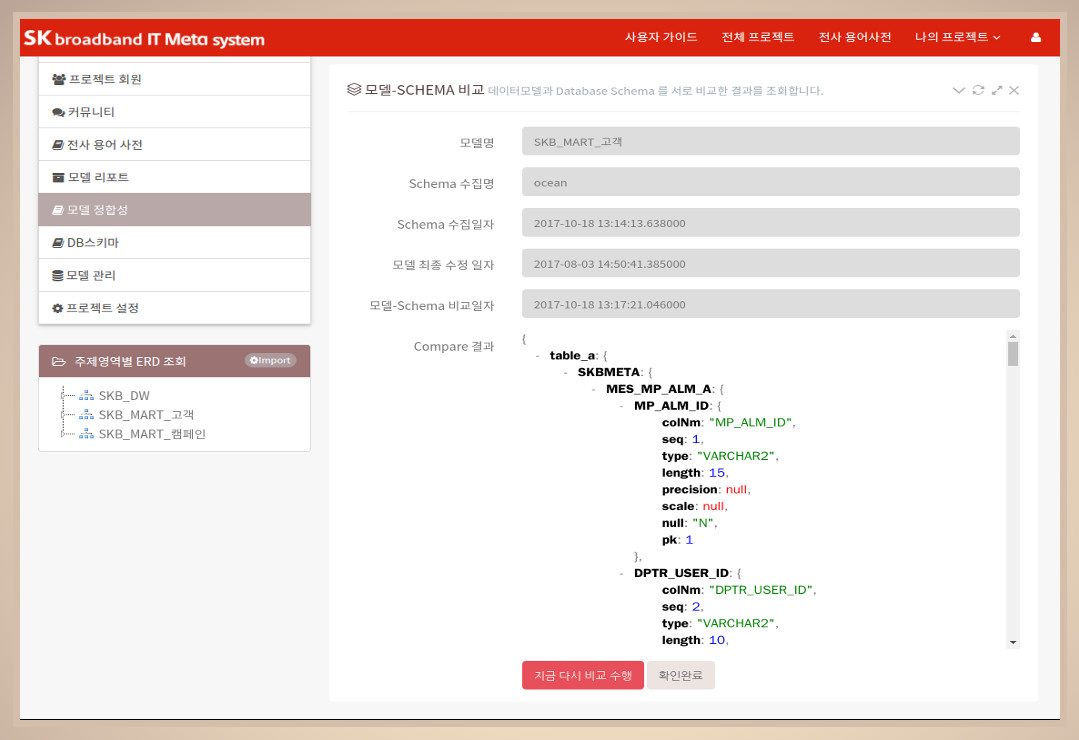 SK broadband IT Meta system
사용자 가이드 전체 프로젝트 전사 용어사전 나의 프로젝트
프로젝트 회원
커뮤니티
전사 용어 사전
모델 리포트
모델 정합성
DB스키마
모델 관리
프로젝트 설정
주제영역별 ERD 조회 Import
SKB_DW
SKB_MART_고객
SKB_MART_캠페인
모델-SCHEMA 비교 데이터모델과 Database Schema 를 서로 비교한 결과를 조회합니다.
모델명 SKB_MART_고객
Schema 수집명 ocean
Schema 수집일자 2017-10-18 13:14:13.638000
모델 최종 수정 일자 2017-08-03 14:50:41.385000
모델-Schema 비교일자 2017-10-18 13:17:21.046000
Compare 결과 {
- table_a: {
- SKBMETA: {
- MES_MP_ALM_A: {
- MP_ALM_ID: {
colNm: "MP_ALM_ID",
seq: 1,
type: "VARCHAR2",
length: 15,
precision: null,
scale: null,
null: "N",
pk: 1
},
- DPTR_USER_ID: {
colNm: "DPTR_USER_ID",
seq: 2,
type: "VARCHAR2",
length: 10,
지금 다시 비교 수행 확인완료